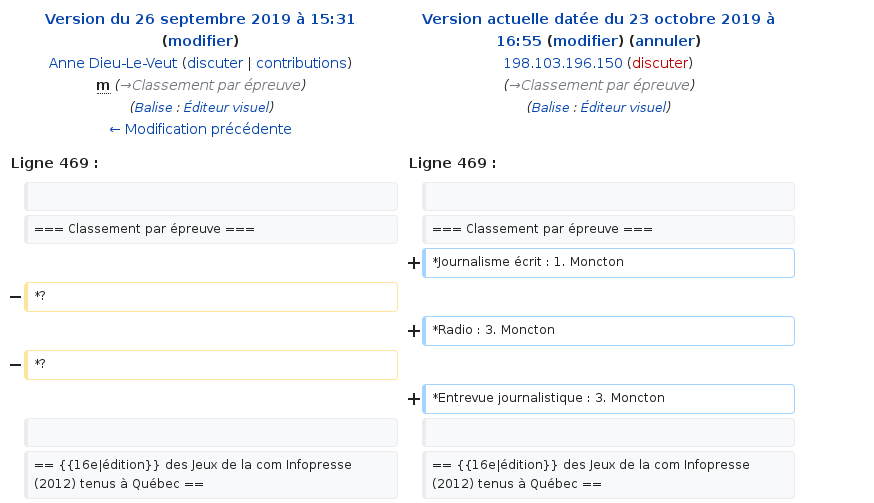 Version du 26 septembre 2019 à 15:31
(modifier)
Anne Dieu-Le-Veut (discuter | contributions)
m (→Classement par épreuve)
(Balise : Éditeur visuel)
← Modification précédente
Version actuelle datée du 23 octobre 2019 à
16:55 (modifier) (annuler)
198.103.196.150 (discuter)
(→Classement par épreuve)
(Balise : Éditeur visuel)
Ligne 469 :
Ligne 469 :
=== Classement par épreuve ===
=== Classement par épreuve ===
+ *Journalisme écrit : 1. Moncton
− *?
+ *Radio : 3. Moncton
− *?
+ *Entrevue journalistique : 3. Moncton
== {{16e|édition}} des Jeux de la com Infopresse
(2012) tenus à Québec ==
== {{16e|édition}} des Jeux de la com Infopresse
(2012) tenus à Québec ==